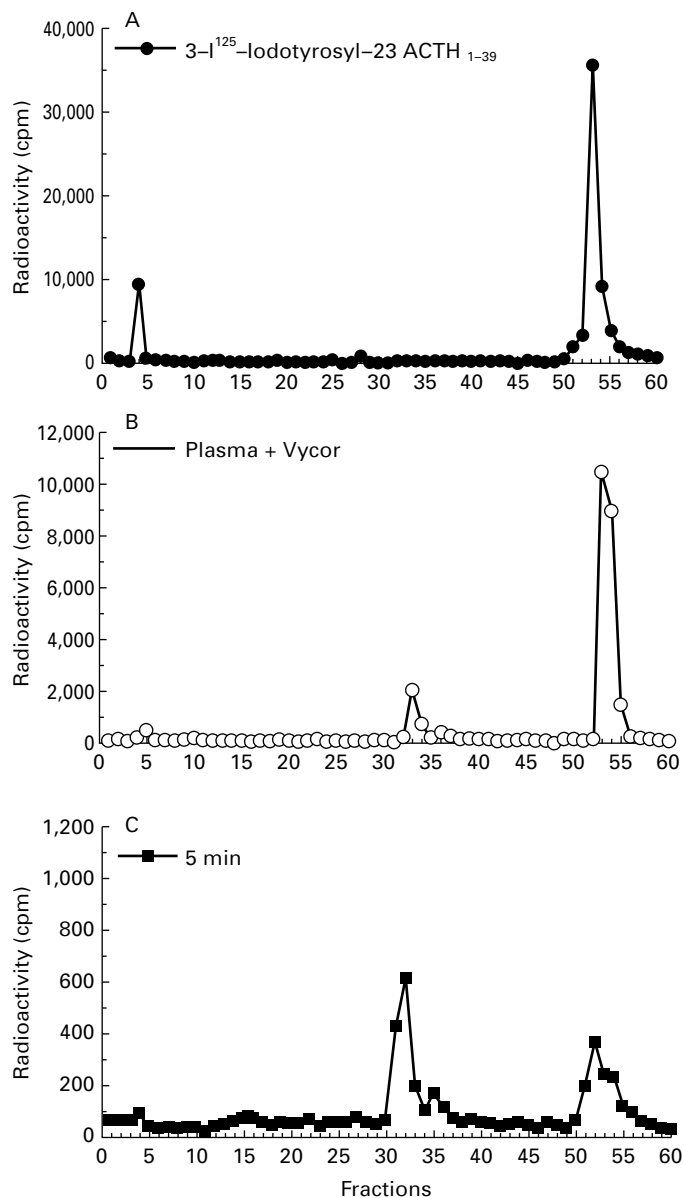 A
3–I125–Iodotyrosyl–23 ACTH 1–39
Radioactivity (cpm)
40,000
30,000
20,000
10,000
0
0 5 10 15 20 25 30 35 40 45 50 55 60
B
Plasma + Vycor
Radioactivity (cpm)
12,000
10,000
8,000
6,000
4,000
2,000
0
0 5 10 15 20 25 30 35 40 45 50 55 60
C
5 min
Radioactivity (cpm)
1,200
1,000
800
600
400
200
0
0 5 10 15 20 25 30 35 40 45 50 55 60
Fractions